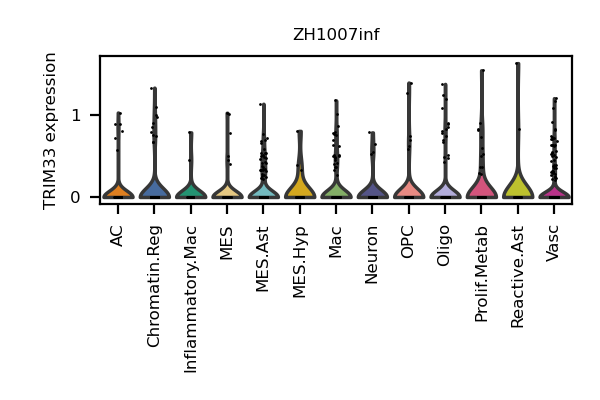 ZH1007inf
TRIM33 expression
1
0
AC
Chromatin.Reg
Inflammatory.Mac
MES
MES.Ast
MES.Hyp
Mac
Neuron
OPC
Oligo
Prolif.Metab
Reactive.Ast
Vasc